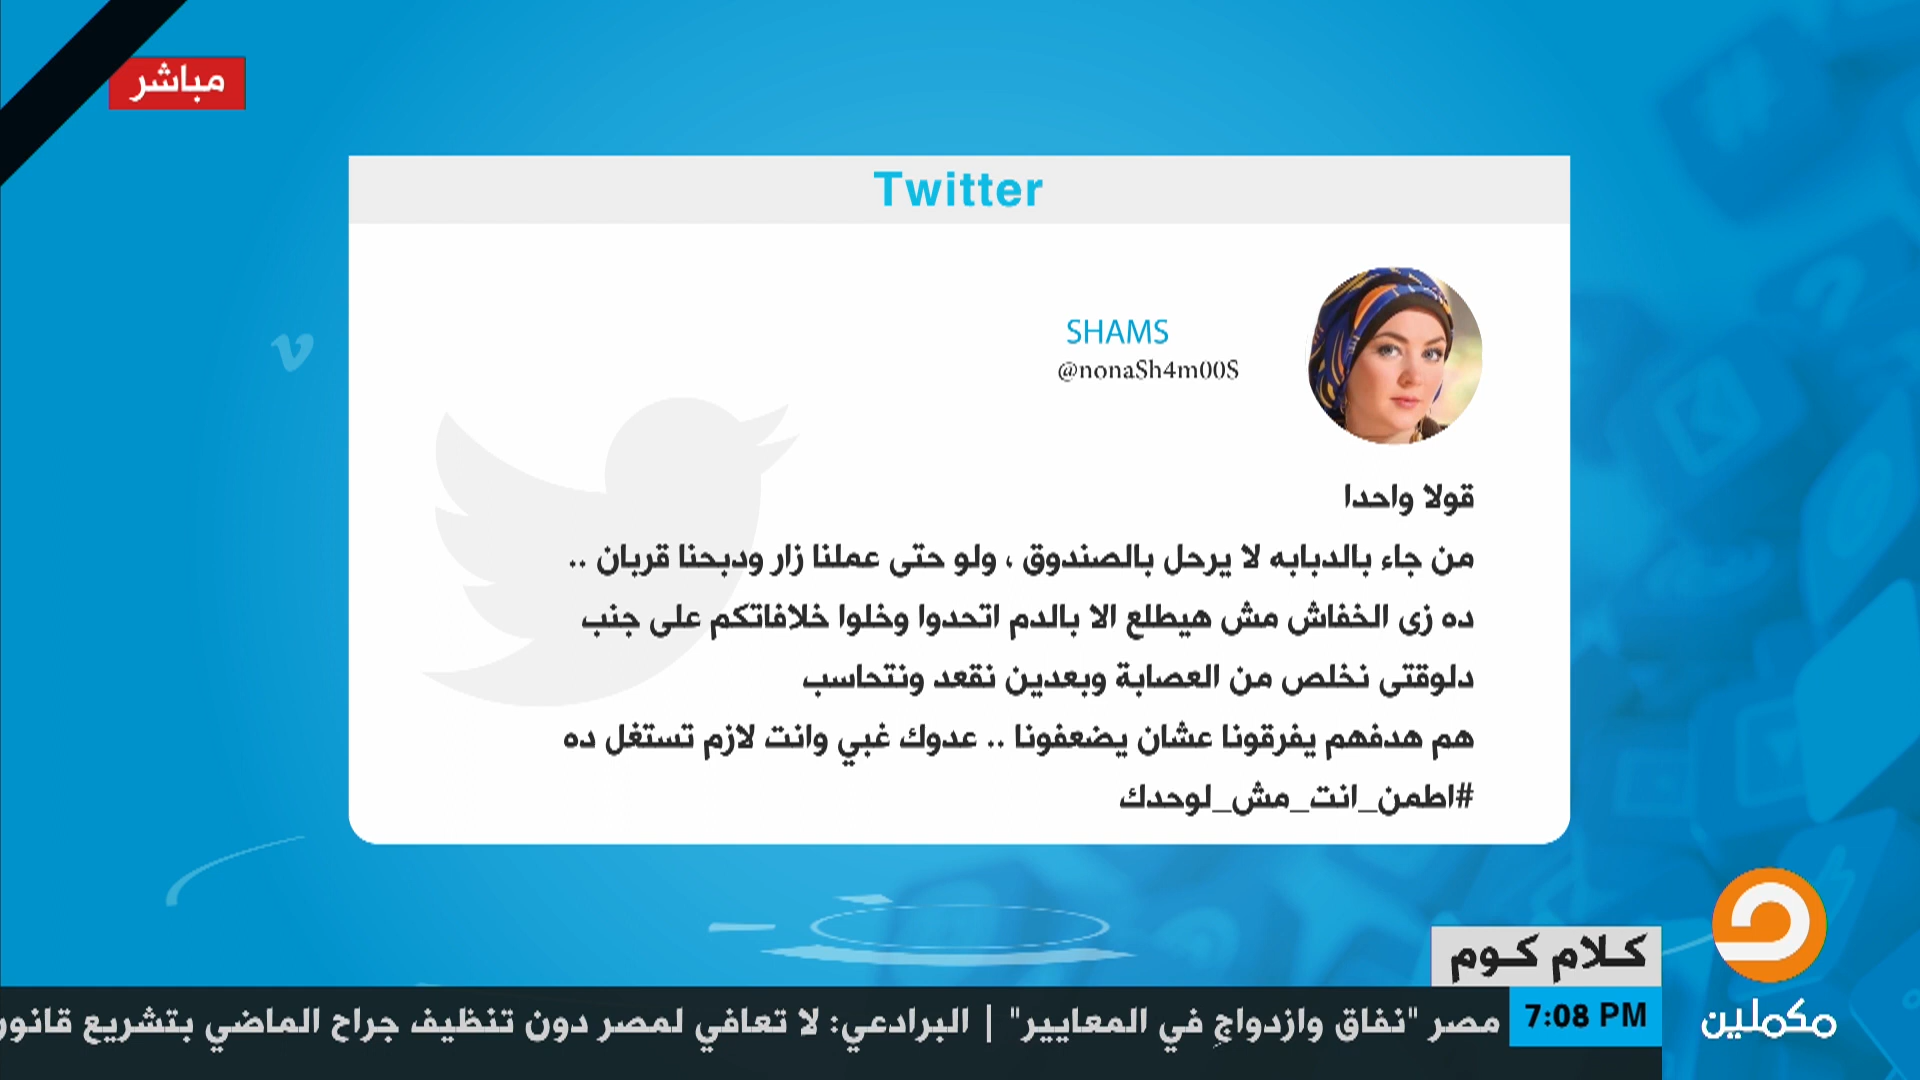 مباشر
Twitter
SHAMS
@nonaSh4m00S
قولا واحدا
من جاء بالدبابه لا يرحل بالصندوق ، ولو حتى عملنا زار ودبحنا قربان ..
ده زى الخفاش مش هيطلع الا بالدم اتحدوا وخلوا خلافاتكم على جنب
دلوقتى نخلص من العصابة وبعدين نقعد ونتحاسب
هم هدفهم يفرقونا عشان يضعفونا .. عدوك غبي وانت لازم تستغل ده
#اطمن_انت_مش_لوحدك
كلام كوم
7:08 PM
مصر "نفاق وازدواج في المعايير" | البرادعي: لا تعافي لمصر دون تنظيف جراح الماضي بتشريع
مكملين